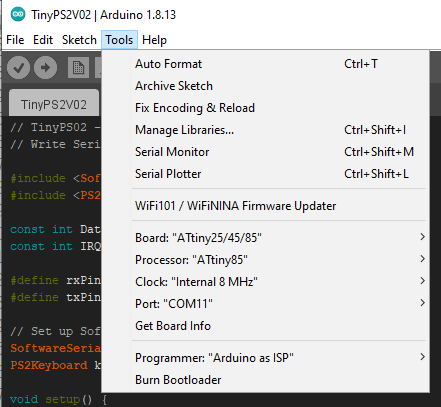 TinyPS2V02 | Arduino 1.8.13
File Edit Sketch Tools Help
Auto Format Ctrl+T
Archive Sketch
Fix Encoding & Reload
Manage Libraries... Ctrl+Shift+I
Serial Monitor Ctrl+Shift+M
Serial Plotter Ctrl+Shift+L
WiFi101 / WiFiNINA Firmware Updater
Board: "ATtiny25/45/85"
Processor: "ATtiny85"
Clock: "Internal 8 MHz"
Port: "COM11"
Get Board Info
Programmer: "Arduino as ISP"
Burn Bootloader
TinyPS2V02
// TinyPS02 -
// Write Seri
#include <Sof
#include <PS2
const int Dat
const int IRQ
#define rxPin
#define txPin
// Set up Sof
SoftwareSeria
PS2Keyboard k
void setup() {